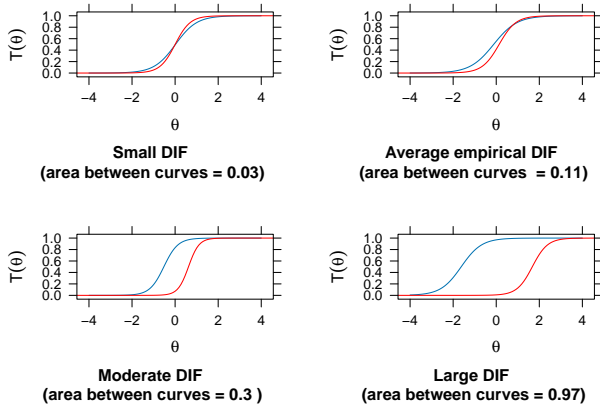 T(θ)
1.0
0.8
0.6
0.4
0.2
0.0
−4 −2 0 2 4
θ
Small DIF
(area between curves = 0.03)
T(θ)
1.0
0.8
0.6
0.4
0.2
0.0
−4 −2 0 2 4
θ
Average empirical DIF
(area between curves  = 0.11)
T(θ)
1.0
0.8
0.6
0.4
0.2
0.0
−4 −2 0 2 4
θ
Moderate DIF
(area between curves = 0.3 )
T(θ)
1.0
0.8
0.6
0.4
0.2
0.0
−4 −2 0 2 4
θ
Large DIF
(area between curves = 0.97)